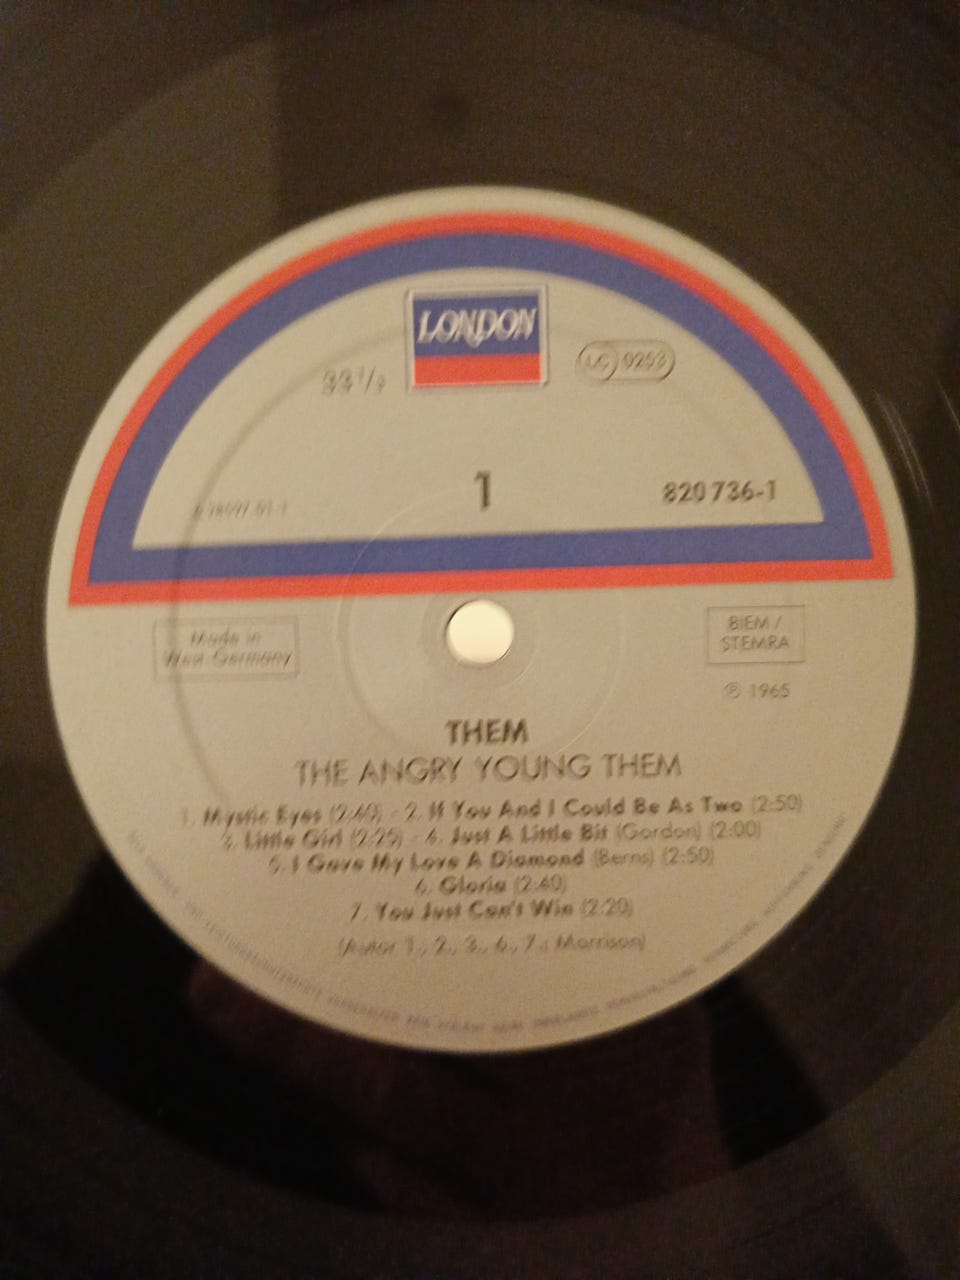 LONDON
33 1/3
LC 0253
1
820 736-1
Made in
West Germany
BIEM /
STEMRA
℗ 1965
THEM
THE ANGRY YOUNG THEM
1. Mystic Eyes (2:40) - 2. If You And I Could Be As Two (2:50)
3. Little Girl (2:25) - 4. Just A Little Bit (Gordon) (2:00)
5. I Gave My Love A Diamond (Berns) (2:50)
6. Gloria (2:40)
7. You Just Can't Win (2:20)
(Autor 1., 2., 3., 6., 7.: Morrison)